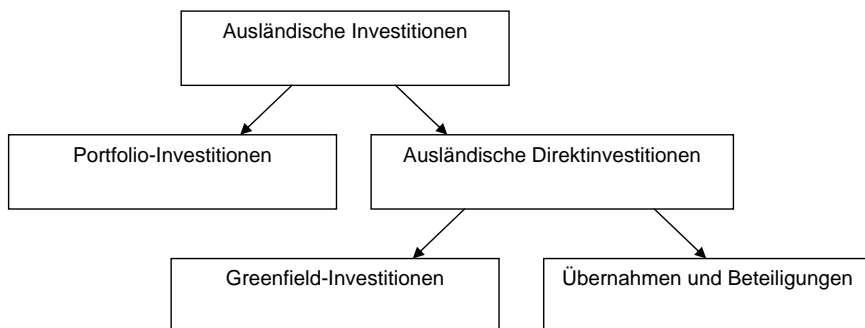 Ausländische Investitionen
Portfolio-Investitionen
Ausländische Direktinvestitionen
Greenfield-Investitionen
Übernahmen und Beteiligungen